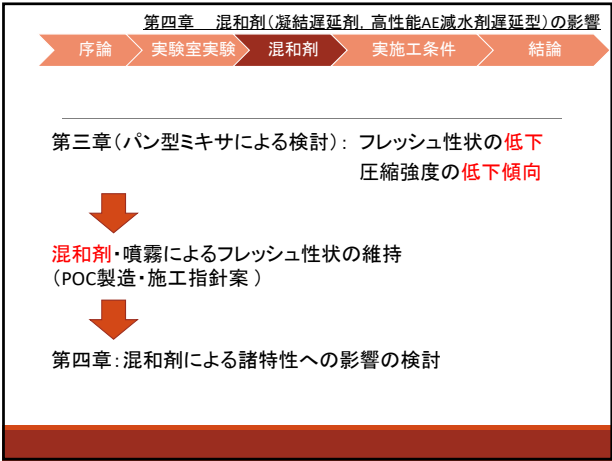 第四章　混和剤（凝結遅延剤，高性能AE減水剤遅延型）の影響
序論　実験室実験　混和剤　実施工条件　結論
第三章（パン型ミキサによる検討）：フレッシュ性状の低下
圧縮強度の低下傾向
混和剤・噴霧によるフレッシュ性状の維持
（POC製造・施工指針案 ）
第四章：混和剤による諸特性への影響の検討